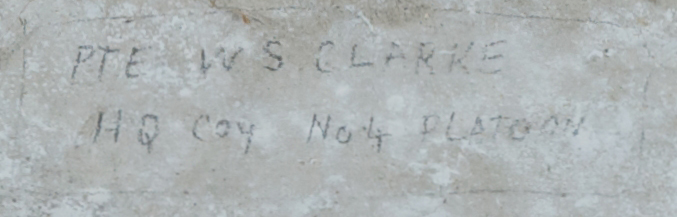 PTE W S CLARKE
HQ Coy No 4 PLATOON